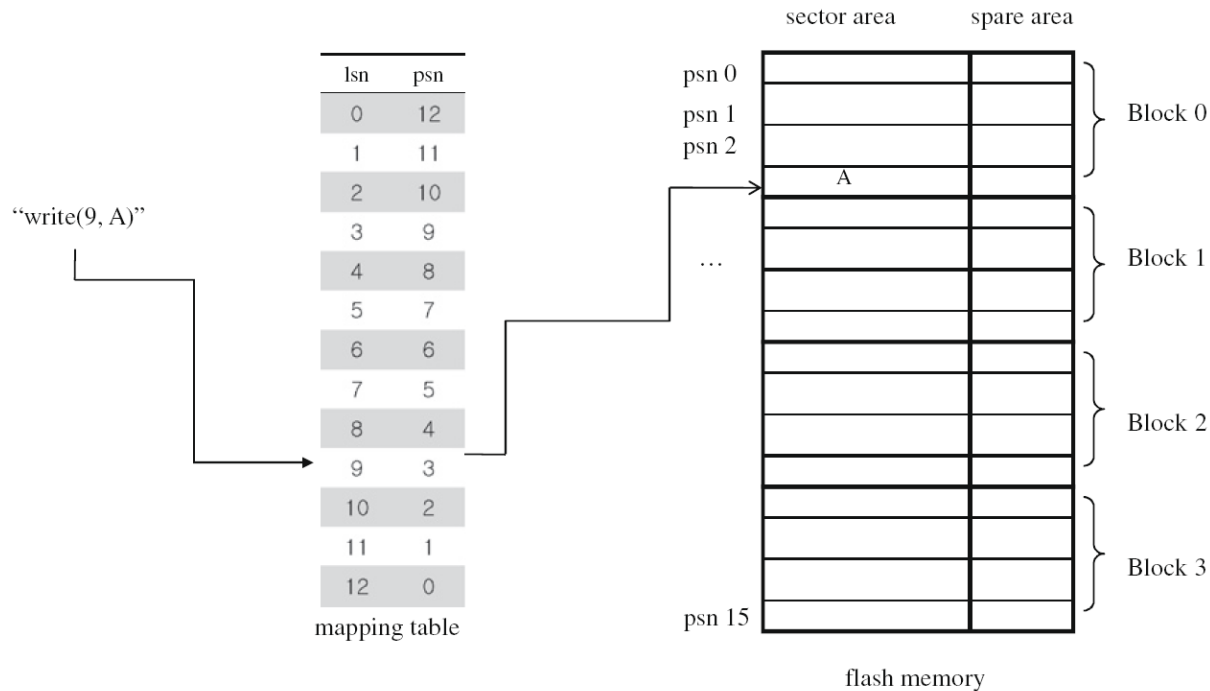 sector area spare area
lsn psn
0 12
1 11
2 10
3 9
4 8
5 7
6 6
7 5
8 4
9 3
10 2
11 1
12 0
mapping table
“write(9, A)”
psn 0
psn 1
psn 2
A
...
psn 15
Block 0
Block 1
Block 2
Block 3
flash memory